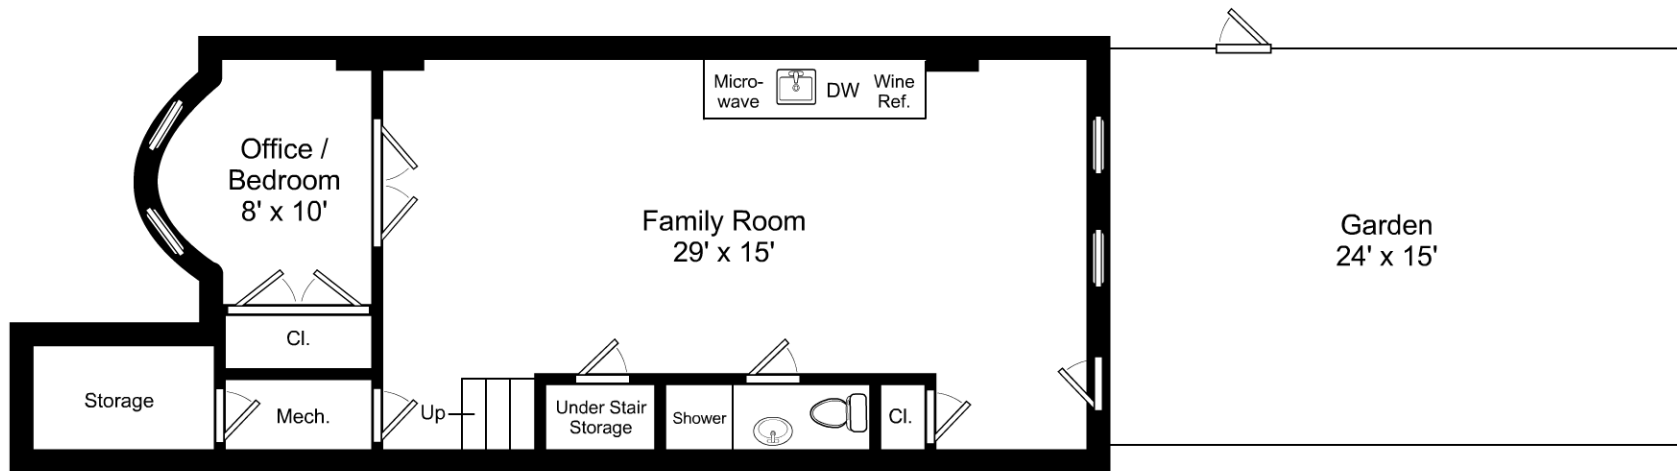 Micro-
wave
DW
Wine
Ref.
Office /
Bedroom
8' x 10'
Family Room
29' x 15'
Garden
24' x 15'
Cl.
Storage
Mech.
Up
Under Stair
Storage
Shower
Cl.